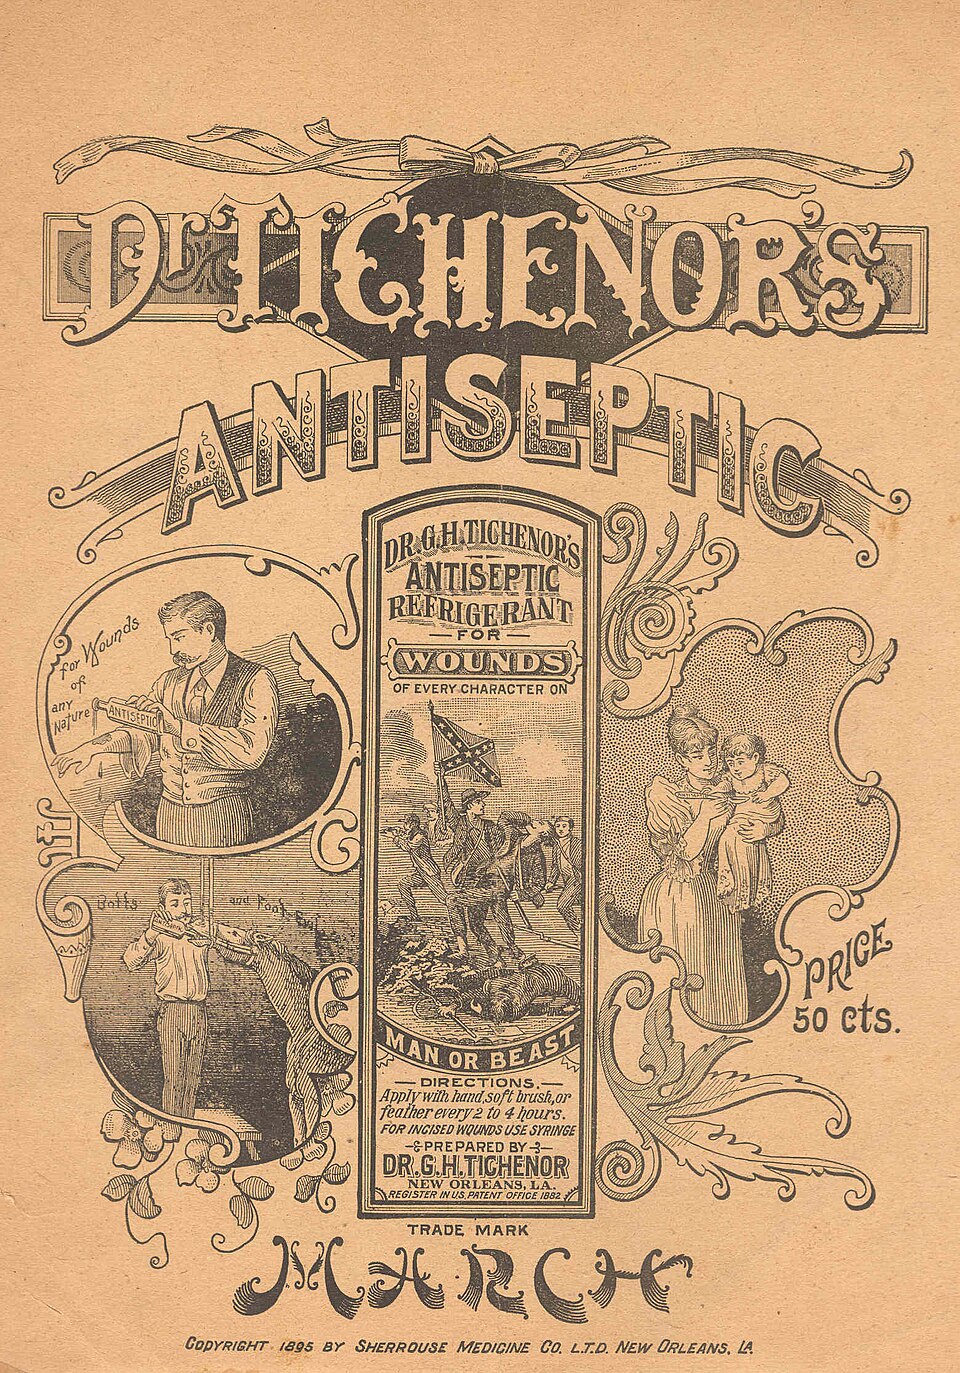 Dr TICHENOR'S
ANTISEPTIC
for Wounds
of
any
Nature
ANTISEPTIC
Botts
and
DR. G. H. TICHENOR'S
ANTISEPTIC
REFRIGERANT
FOR
WOUNDS
OF EVERY CHARACTER ON
MAN OR BEAST
DIRECTIONS.
Apply with hand, soft brush, or
feather every 2 to 4 hours.
FOR INCISED WOUNDS USE SYRINGE
PREPARED BY
DR. G. H. TICHENOR
NEW ORLEANS, LA.
REGISTER IN U.S. PATENT OFFICE 1882
PRICE
50 cts.
TRADE MARK
MARCH
COPYRIGHT 1895 BY SHERROUSE MEDICINE CO. L.T.D. NEW ORLEANS, LA.